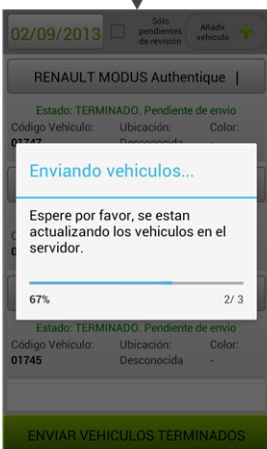 02/09/2013
Sólo
pendientes
de revisión
Añadir
vehículo
RENAULT MODUS Authentique |
Estado: TERMINADO. Pendiente de envio
Código Vehículo: Ubicación: Color:
01747 Desconocida -
Enviando vehiculos...
Espere por favor, se estan
actualizando los vehiculos en el
servidor.
67% 2/ 3
Estado: TERMINADO. Pendiente de envio
Código Vehículo: Ubicación: Color:
01745 Desconocida -
ENVIAR VEHICULOS TERMINADOS